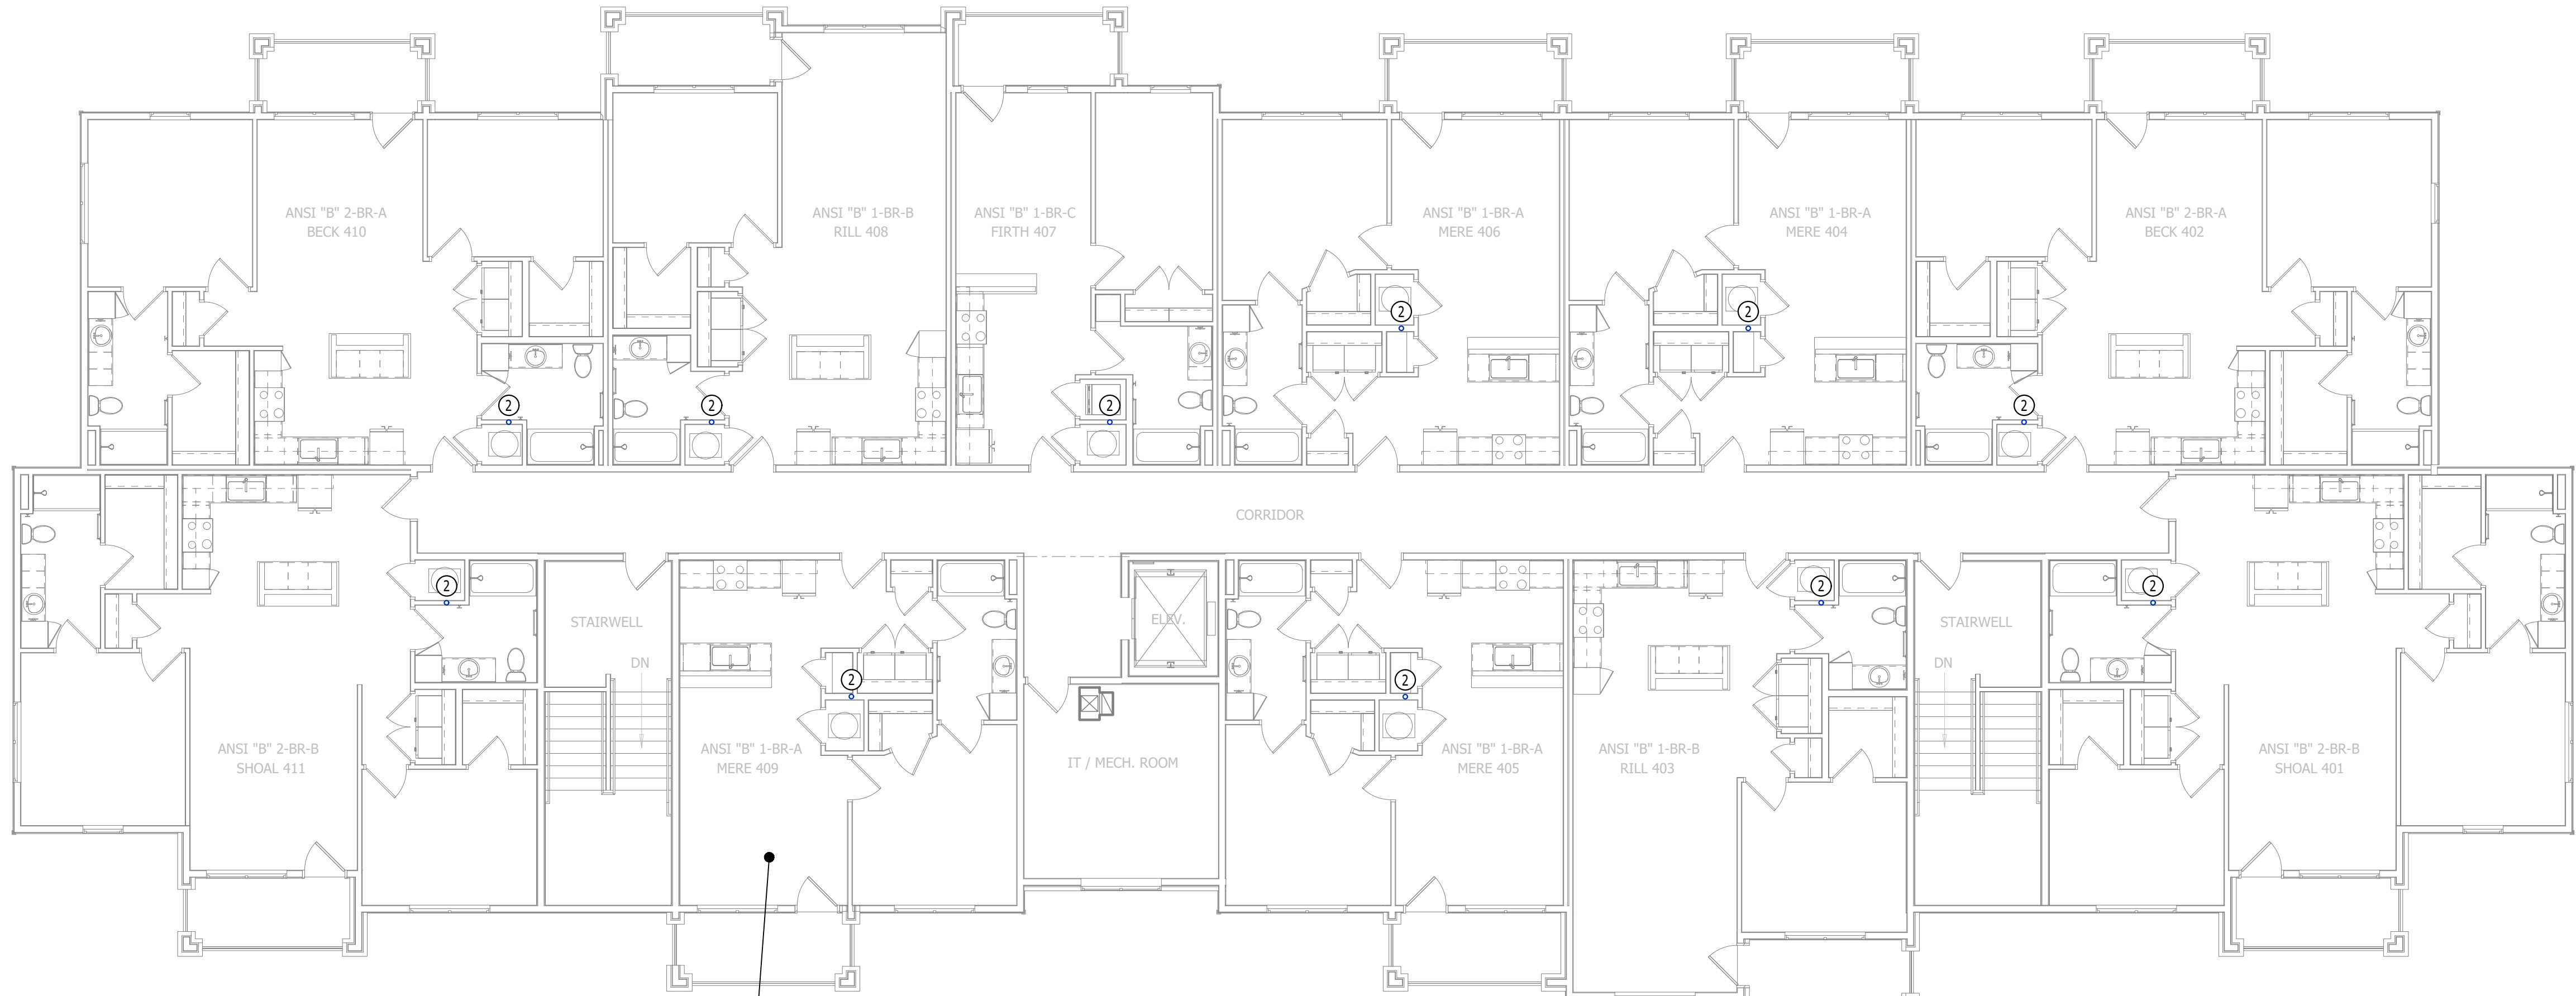 ANSI "B" 2-BR-A
BECK 410
ANSI "B" 1-BR-B
RILL 408
ANSI "B" 1-BR-C
FIRTH 407
ANSI "B" 1-BR-A
MERE 406
ANSI "B" 1-BR-A
MERE 404
ANSI "B" 2-BR-A
BECK 402
2
2
2
2
2
2
CORRIDOR
2
2
2
STAIRWELL
ELEV.
STAIRWELL
DN
DN
2
2
ANSI "B" 2-BR-B
SHOAL 411
ANSI "B" 1-BR-A
MERE 409
IT / MECH. ROOM
ANSI "B" 1-BR-A
MERE 405
ANSI "B" 1-BR-B
RILL 403
ANSI "B" 2-BR-B
SHOAL 401